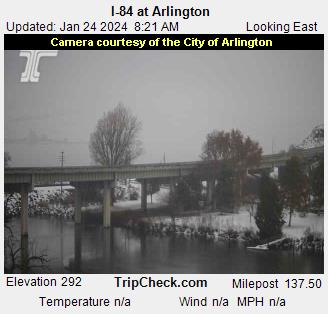 I-84 at Arlington
Updated: Jan 24 2024 8:21 AM Looking East
Camera courtesy of the City of Arlington
Elevation 292 TripCheck.com Milepost 137.50
Temperature n/a Wind n/a MPH n/a